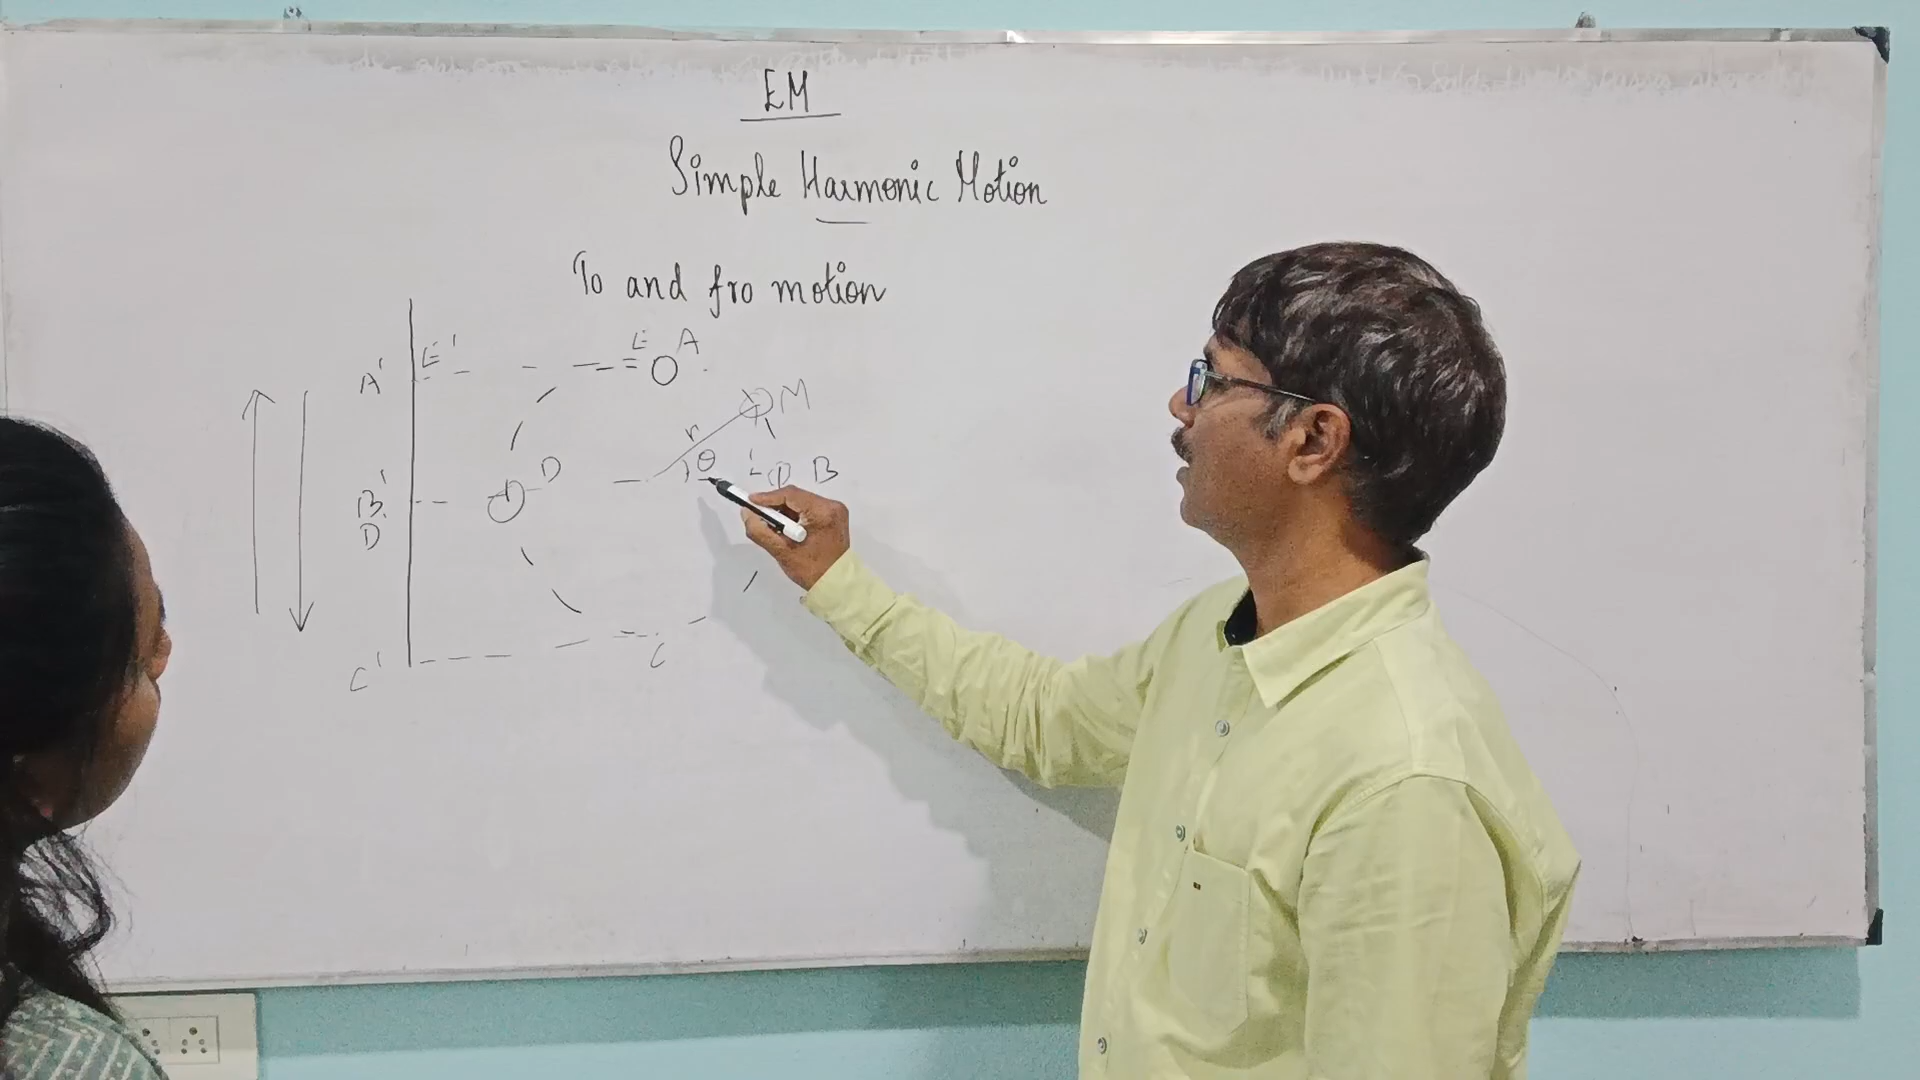 EM
Simple Harmonic Motion
To and fro motion
E' E A
A'
r M
θ
D L B
B'
D
C' C